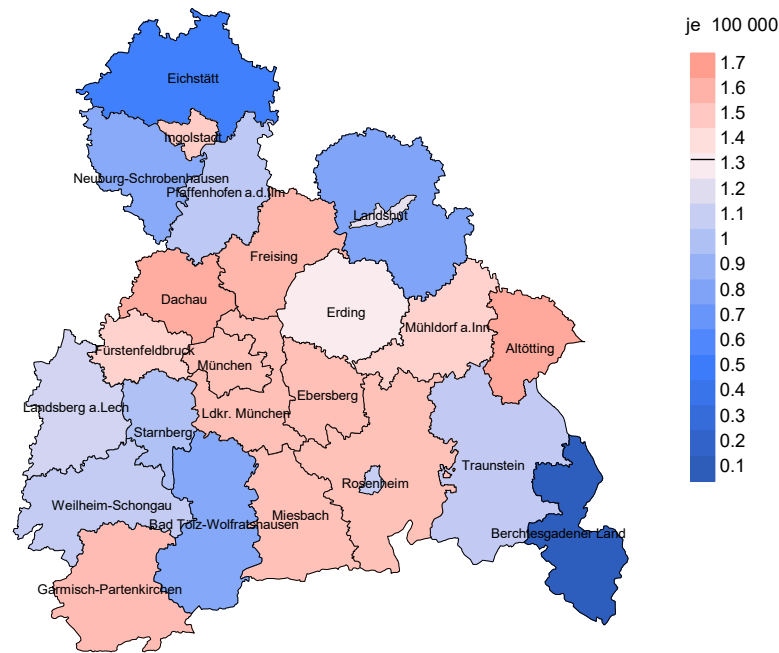 je 100 000
Eichstätt
1.7
1.6
1.5
1.4
1.3
1.2
1.1
1
0.9
0.8
0.7
0.6
0.5
0.4
0.3
0.2
0.1
Ingolstadt
Neuburg-Schrobenhausen
Pfaffenhofen a.d.Ilm
Landshut
Freising
Dachau
Erding
Mühldorf a.Inn
Altötting
Fürstenfeldbruck
München
Ebersberg
Landsberg a.Lech
Ldkr. München
Starnberg
Traunstein
Rosenheim
Weilheim-Schongau
Miesbach
Bad Tölz-Wolfratshausen
Berchtesgadener Land
Garmisch-Partenkirchen